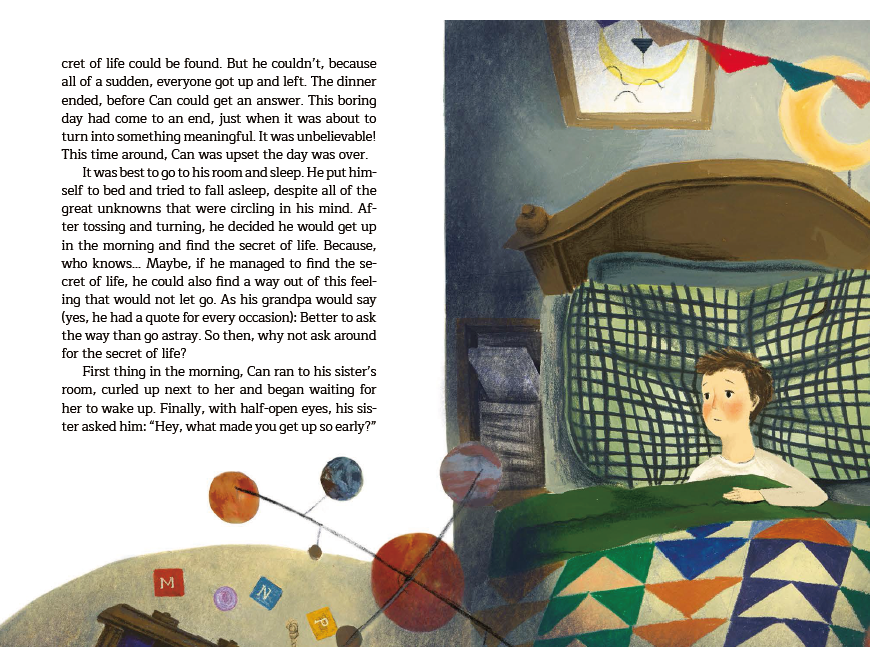 cret of life could be found. But he couldn’t, because
all of a sudden, everyone got up and left. The dinner
ended, before Can could get an answer. This boring
day had come to an end, just when it was about to
turn into something meaningful. It was unbelievable!
This time around, Can was upset the day was over.
It was best to go to his room and sleep. He put him-
self to bed and tried to fall asleep, despite all of the
great unknowns that were circling in his mind. Af-
ter tossing and turning, he decided he would get up
in the morning and find the secret of life. Because,
who knows... Maybe, if he managed to find the se-
cret of life, he could also find a way out of this feel-
ing that would not let go. As his grandpa would say
(yes, he had a quote for every occasion): Better to ask
the way than go astray. So then, why not ask around
for the secret of life?
First thing in the morning, Can ran to his sister’s
room, curled up next to her and began waiting for
her to wake up. Finally, with half-open eyes, his sis-
ter asked him: “Hey, what made you get up so early?”
M
N
P